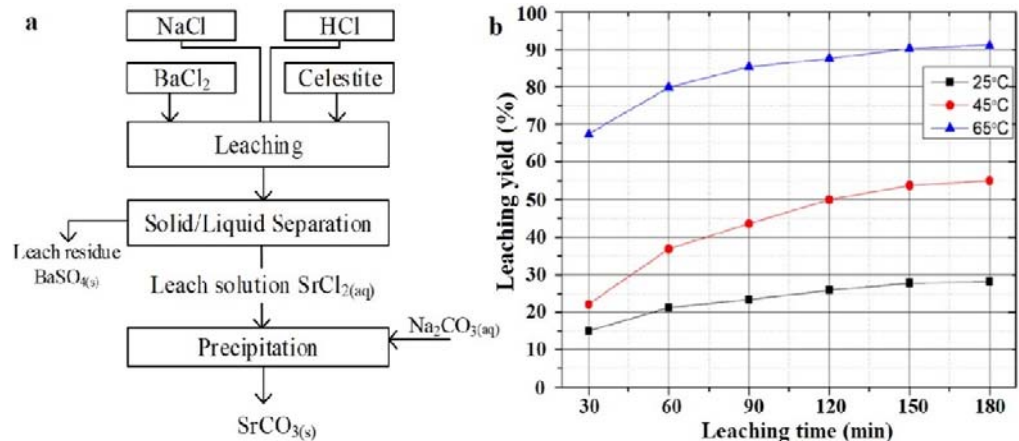 a
NaCl
HCl
BaCl2
Celestite
Leaching
Solid/Liquid Separation
Leach residue
BaSO4(s)
Leach solution SrCl2(aq)
Na2CO3(aq)
Precipitation
SrCO3(s)
b
Leaching yield (%)
100
90
80
70
60
50
40
30
20
10
0
25°C
45°C
65°C
30 60 90 120 150 180
Leaching time (min)